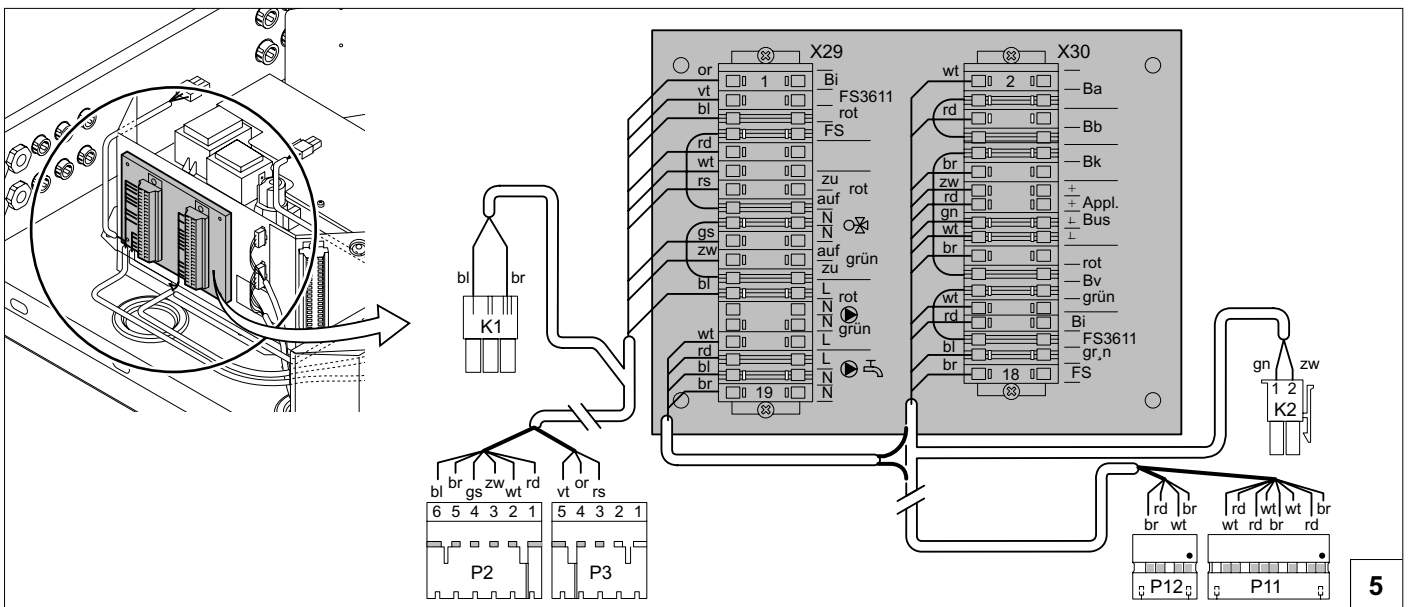 X29
or
1
Bi
vt
FS3611
bl
rot
FS
rd
wt
rs
zu
rot
auf
N
N
gs
zw
auf
grün
zu
bl
L
rot
N
N
grün
L
wt
rd
L
bl
N
br
19
N
X30
wt
2
Ba
rd
Bb
Bk
br
zw
+
rd
+ Appl.
gn
⊥ Bus
wt
⊥
br
rot
Bv
grün
wt
rd
Bi
FS3611
bl
gr‚n
br
18
FS
bl br
K1
gn zw
1 2
K2
bl br gs zw wt rd
6 5 4 3 2 1
P2
vt or rs
5 4 3 2 1
P3
rd br
br wt
P12
rd wt wt br
wt rd br rd
P11
5